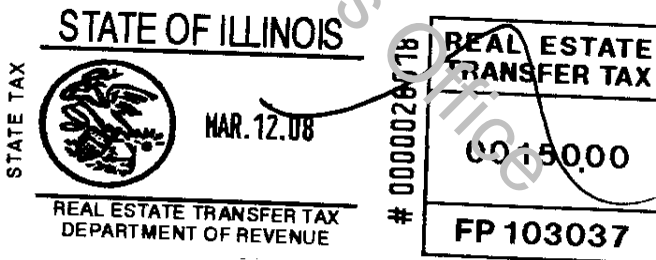 STATE OF ILLINOIS
STATE TAX
MAR.12.08
REAL ESTATE TRANSFER TAX
DEPARTMENT OF REVENUE
REAL ESTATE
TRANSFER TAX
00150.00
FP 103037
Office